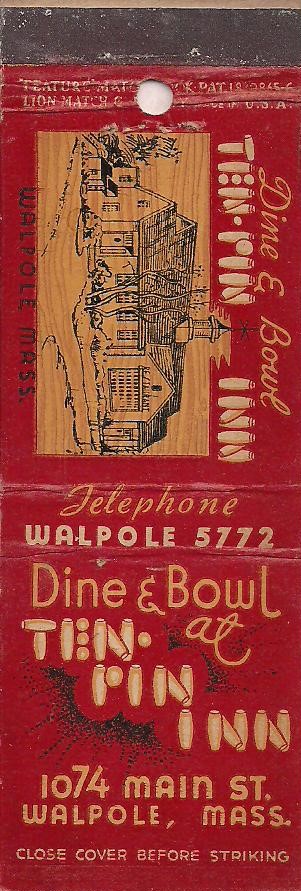 FEATURE
LION MATCH C U.S.A.
Dine & Bowl
TEN-PIN INN
WALPOLE, MASS.
Telephone
WALPOLE 5772
Dine & Bowl
at
TEN-
PIN
INN
1074 MAIN ST.
WALPOLE, MASS.
CLOSE COVER BEFORE STRIKING